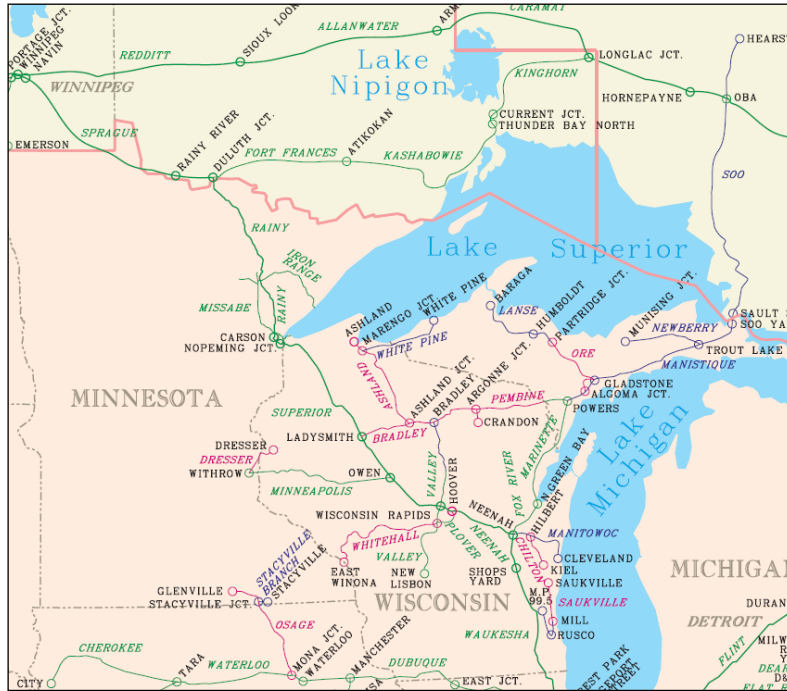 PORTAGE JCT.
WINNIPEG
NAVIN
REDDITT
SIOUX LOOK
ALLANWATER
ARM
CARAMAT
WINNIPEG
Lake
Nipigon
KINGHORN
LONGLAC JCT.
HEARS
HORNEPAYNE
OBA
SPRAGUE
EMERSON
RAINY RIVER
DULUTH JCT.
FORT FRANCES
ATIKOKAN
KASHABOWIE
CURRENT JCT.
THUNDER BAY NORTH
SOO
RAINY
IRON
RANGE
MISSABE
RAINY
Lake Superior
CARSON
NOPEMING JCT.
ASHLAND
MARENGO JCT.
WHITE PINE
WHITE PINE
ASHLAND
BARAGA
LANSE
HUMBOLDT
PARTRIDGE JCT.
ORE
MUNISING JCT.
NEWBERRY
SAULT S
SOO YA
TROUT LAKE
MANISTIQUE
GLADSTONE
ALGOMA JCT.
POWERS
MINNESOTA
SUPERIOR
LADYSMITH
BRADLEY
ASHLAND JCT.
BRADLEY
ARGONNE JCT.
PEMBINE
CRANDON
MARINETTE
Lake
Michigan
DRESSER
DRESSER
WITHROW
MINNEAPOLIS
OWEN
VALLEY
HOOVER
FOX RIVER
N.GREEN BAY
WISCONSIN RAPIDS
PLOVER
NEENAH
NEENAH
HILBERT
MANITOWOC
CLEVELAND
WHITEHALL
VALLEY
EAST
WINONA
NEW
LISBON
SHOPS
YARD
CHILTON
KIEL
SAUKVILLE
SAUKVILLE
M.P.
99.5
MILL
RUSCO
WAUKESHA
WISCONSIN
MICHIGAN
DETROIT
GLENVILLE
STACYVILLE JCT.
STACYVILLE
BRANCH
STACYVILLE
OSAGE
CHEROKEE
CITY
TARA
WATERLOO
MONA JCT.
WATERLOO
MANCHESTER
DUBUQUE
EAST JCT.
DURAN
FLINT
MILW